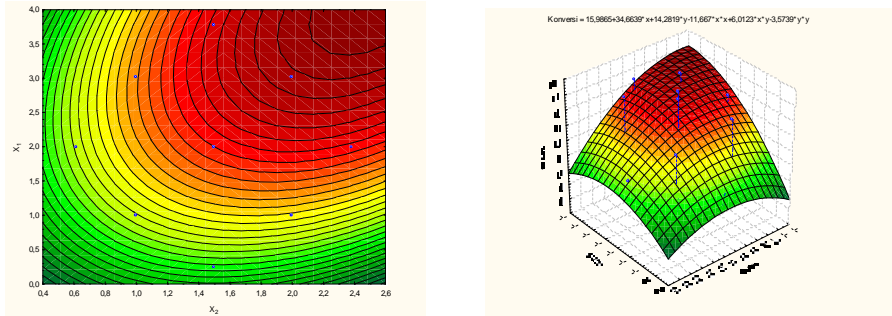 4,0
3,5
3,0
2,5
2,0
1,5
1,0
0,5
0,0
X1
0,4 0,6 0,8 1,0 1,2 1,4 1,6 1,8 2,0 2,2 2,4 2,6
X2
Konversi = 15,9865+34,6639*x+14,2819*y-11,667*x*x+6,0123*x*y-3,5739*y*y